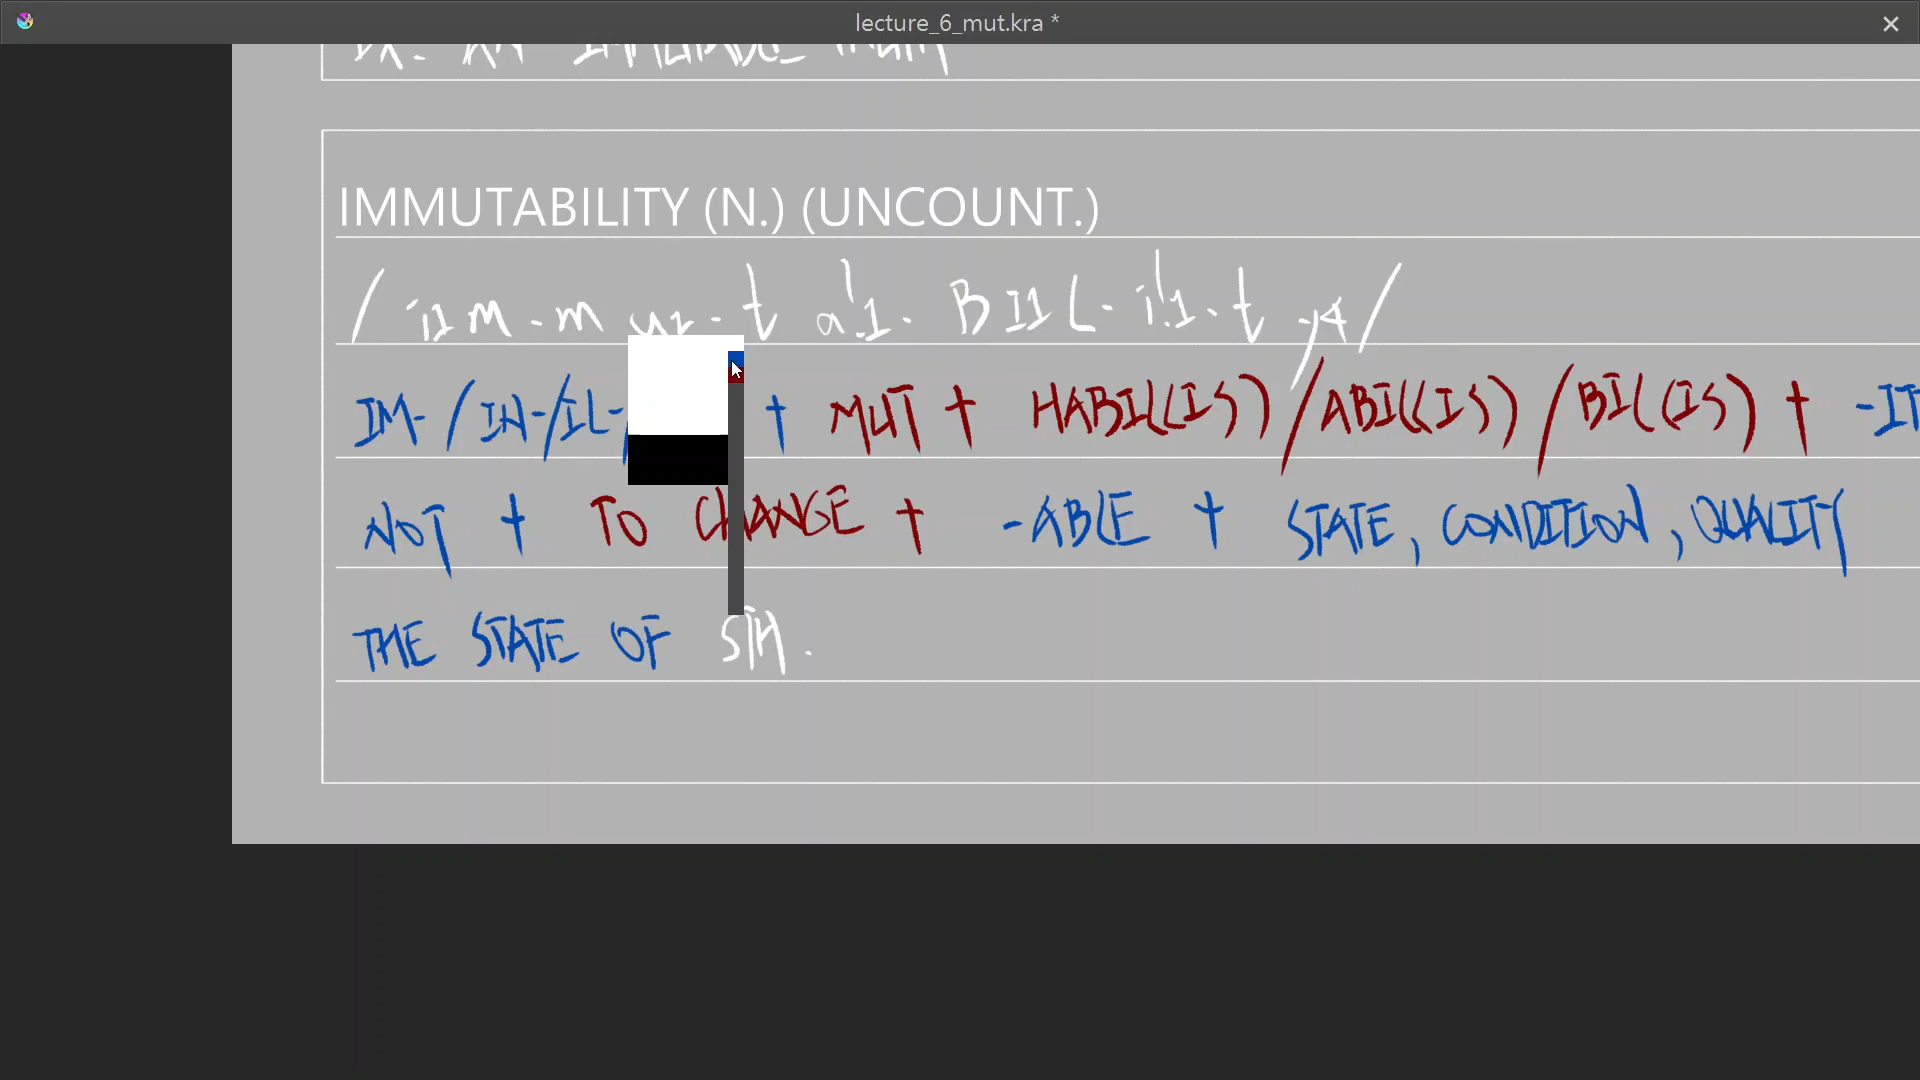 lecture_6_mut.kra *
IMMUTABILITY (N.) (UNCOUNT.)
IM-/IN-/IL- + MUT + HABIL(IS)/ABIL(IS)/BIL(IS) + -IT
NOT + TO CHANGE + -ABLE + STATE, CONDITION, QUALITY
THE STATE OF STH.